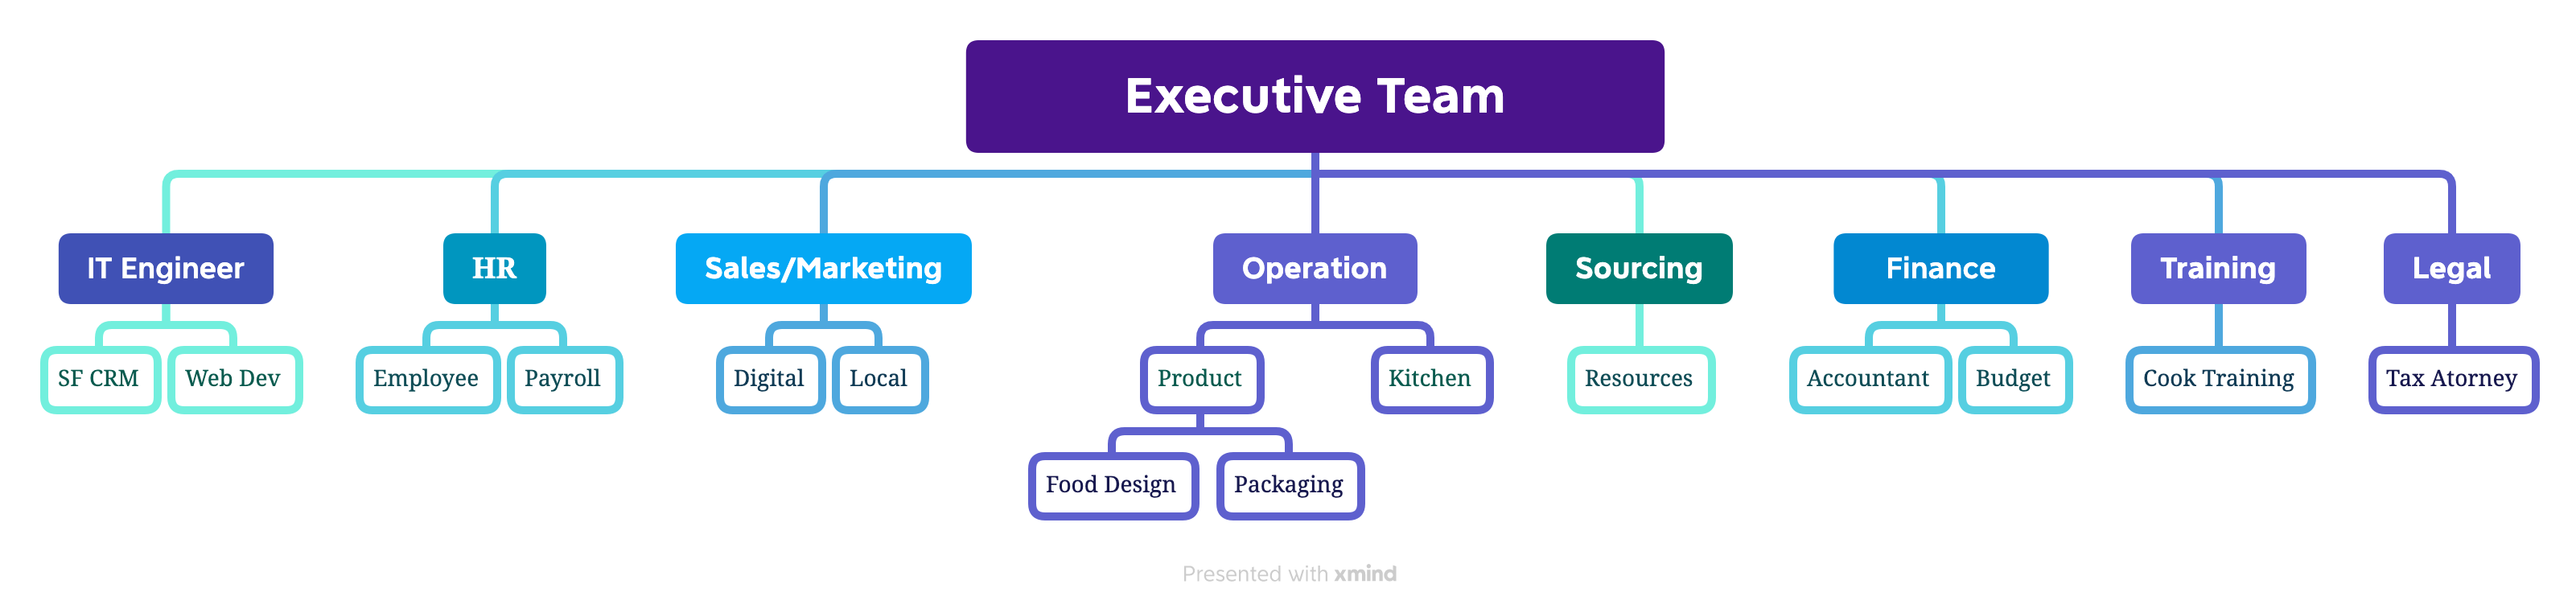 Executive Team
IT Engineer
HR
Sales/Marketing
Operation
Sourcing
Finance
Training
Legal
SF CRM
Web Dev
Employee
Payroll
Digital
Local
Product
Kitchen
Resources
Accountant
Budget
Cook Training
Tax Atorney
Food Design
Packaging
Presented with xmind